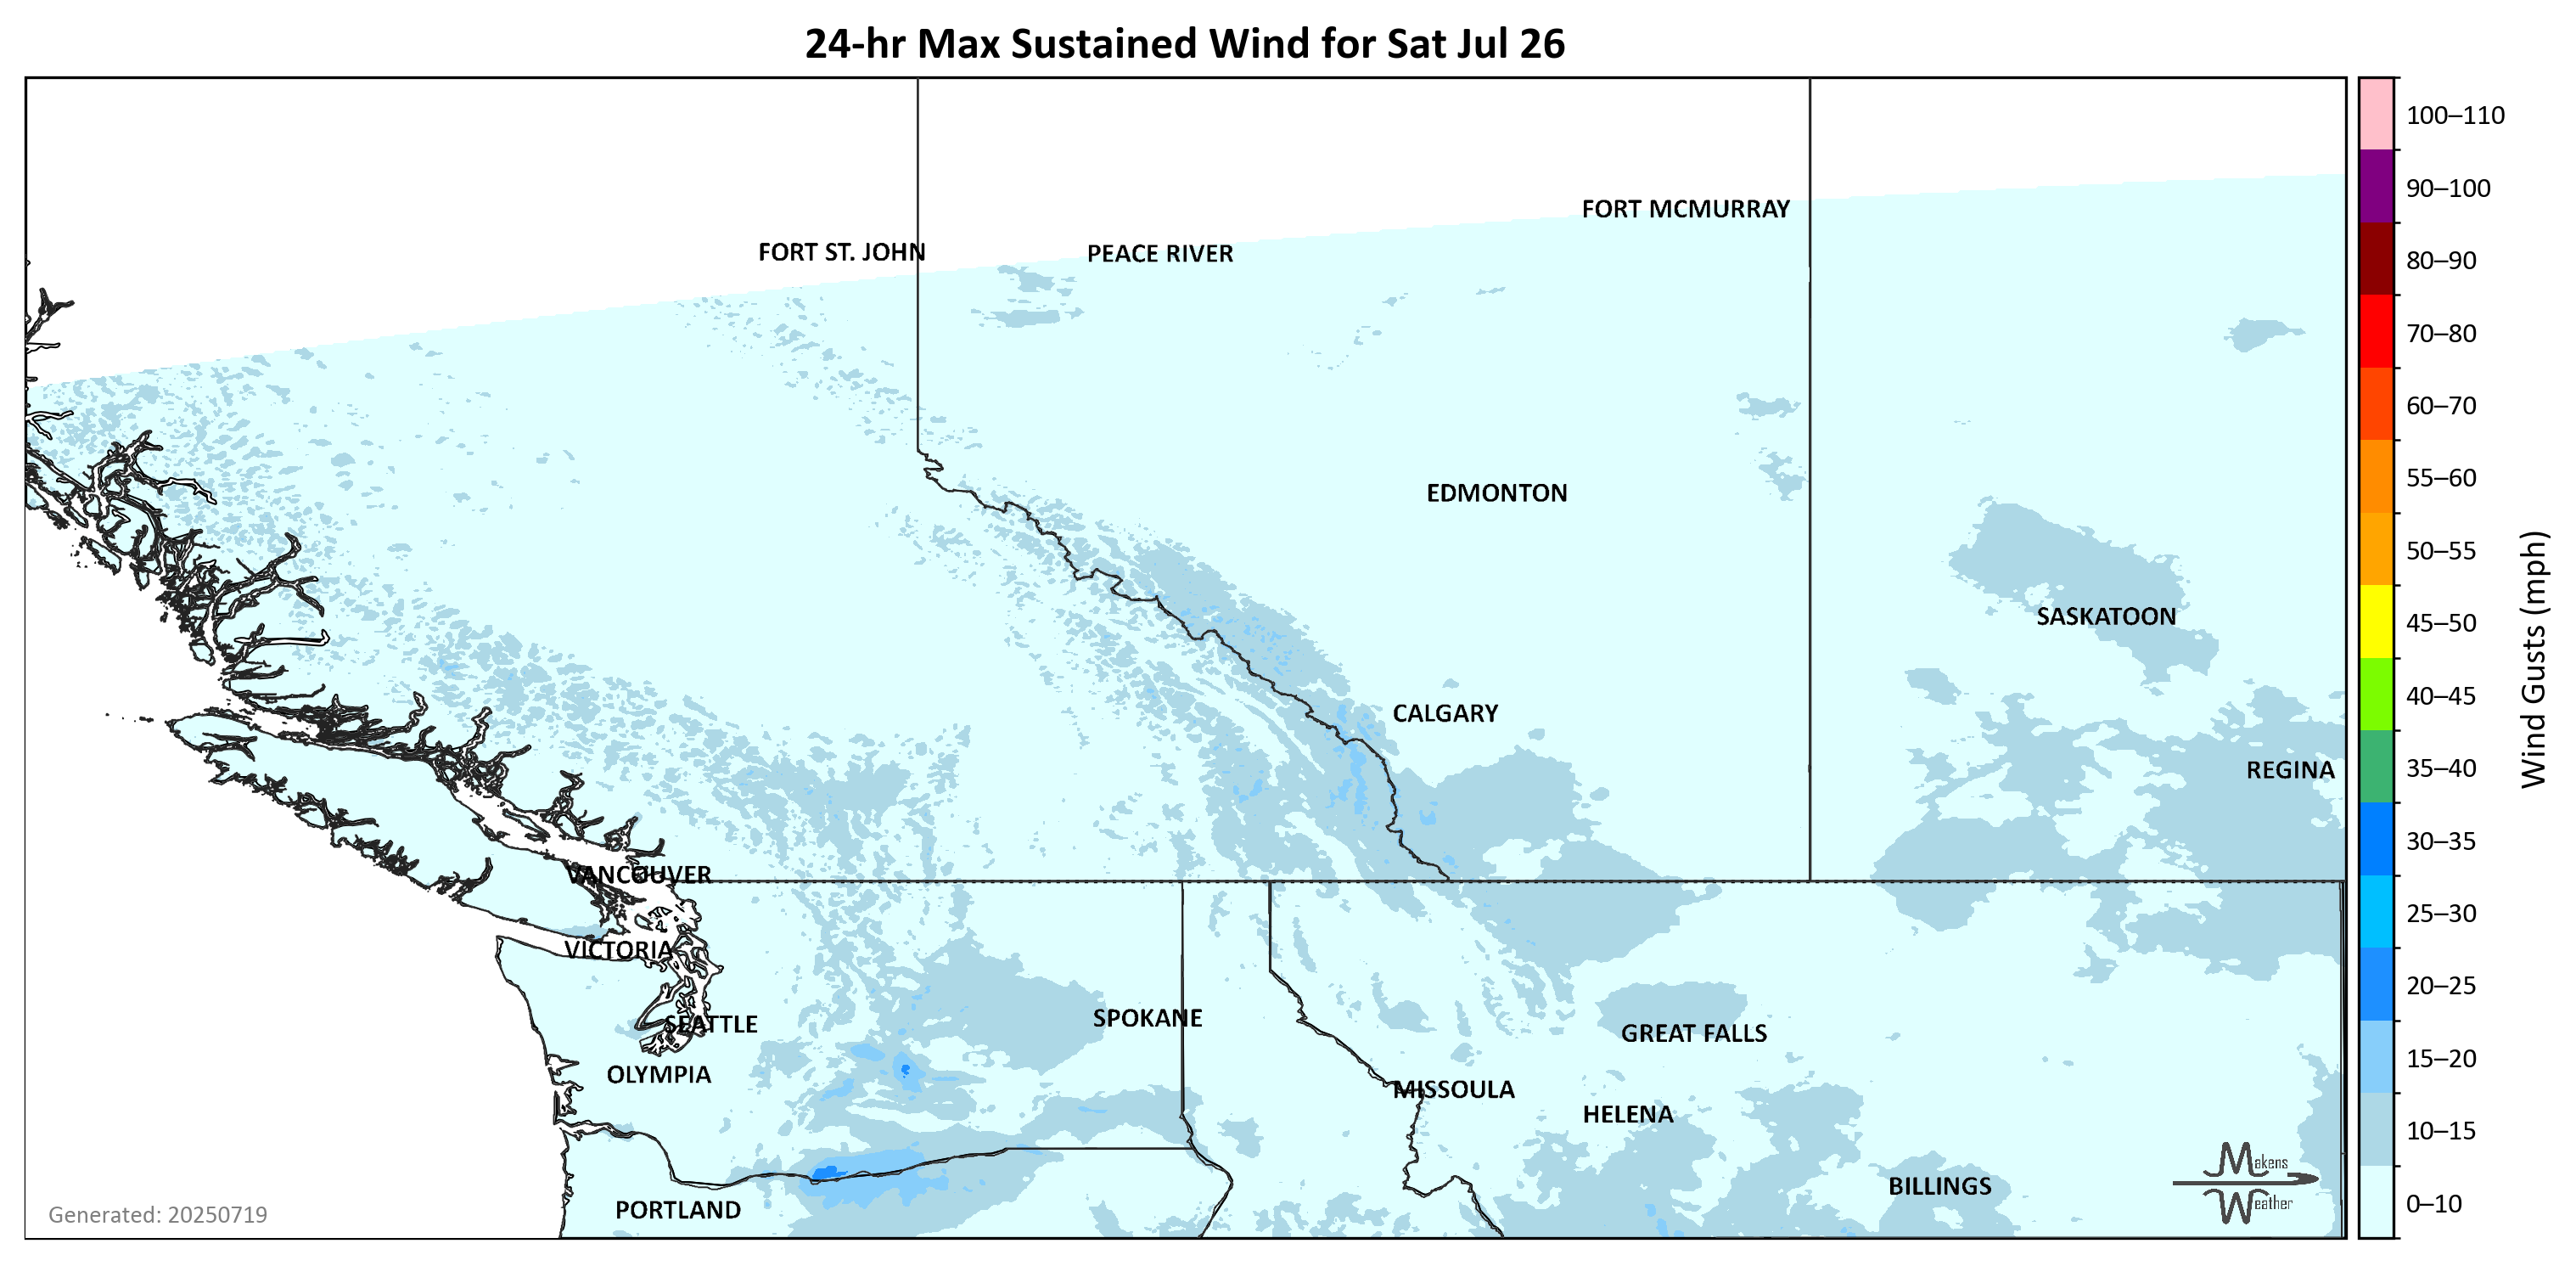 24-hr Max Sustained Wind for Sat Jul 26
100–110
90–100
80–90
70–80
60–70
55–60
50–55
45–50
40–45
35–40
30–35
25–30
20–25
15–20
10–15
0–10
Wind Gusts (mph)
FORT MCMURRAY
FORT ST. JOHN
PEACE RIVER
EDMONTON
SASKATOON
CALGARY
REGINA
VANCOUVER
VICTORIA
SEATTLE
SPOKANE
GREAT FALLS
OLYMPIA
MISSOULA
HELENA
BILLINGS
PORTLAND
Makens
Weather
Generated: 20250719